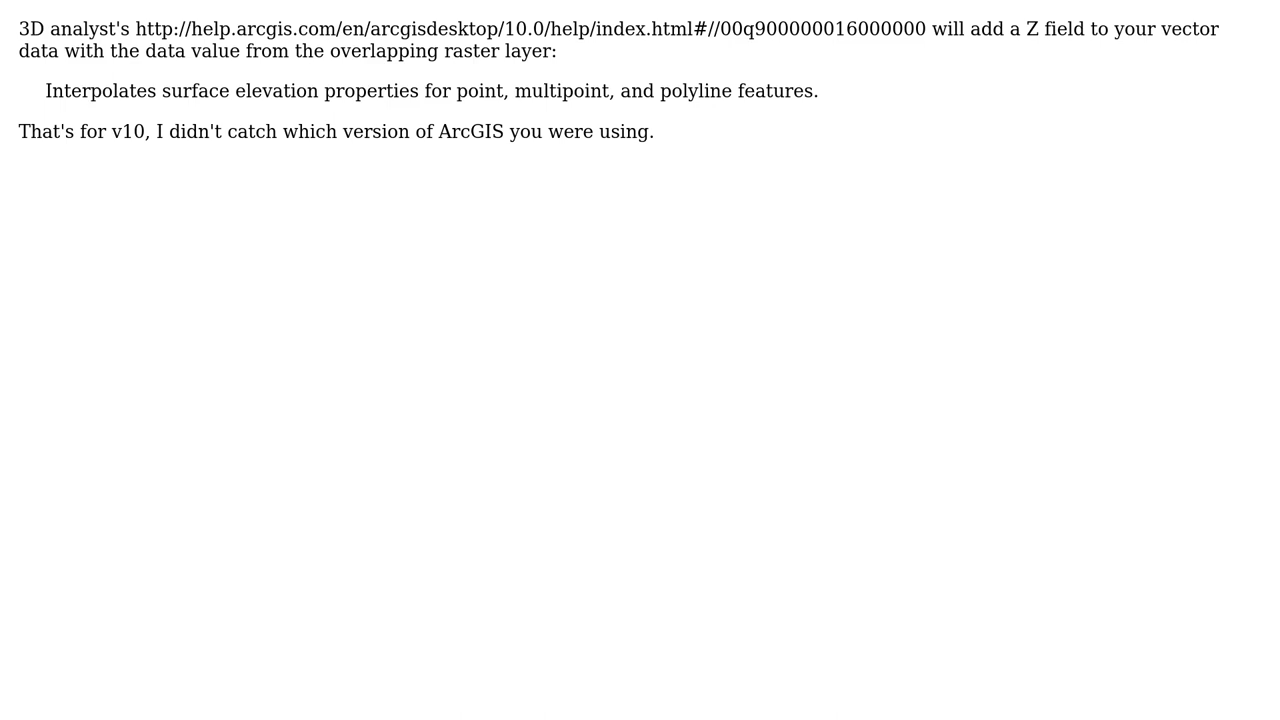 3D analyst's http://help.arcgis.com/en/arcgisdesktop/10.0/help/index.html#//00q900000016000000 will add a Z field to your vector
data with the data value from the overlapping raster layer:
Interpolates surface elevation properties for point, multipoint, and polyline features.
That's for v10, I didn't catch which version of ArcGIS you were using.